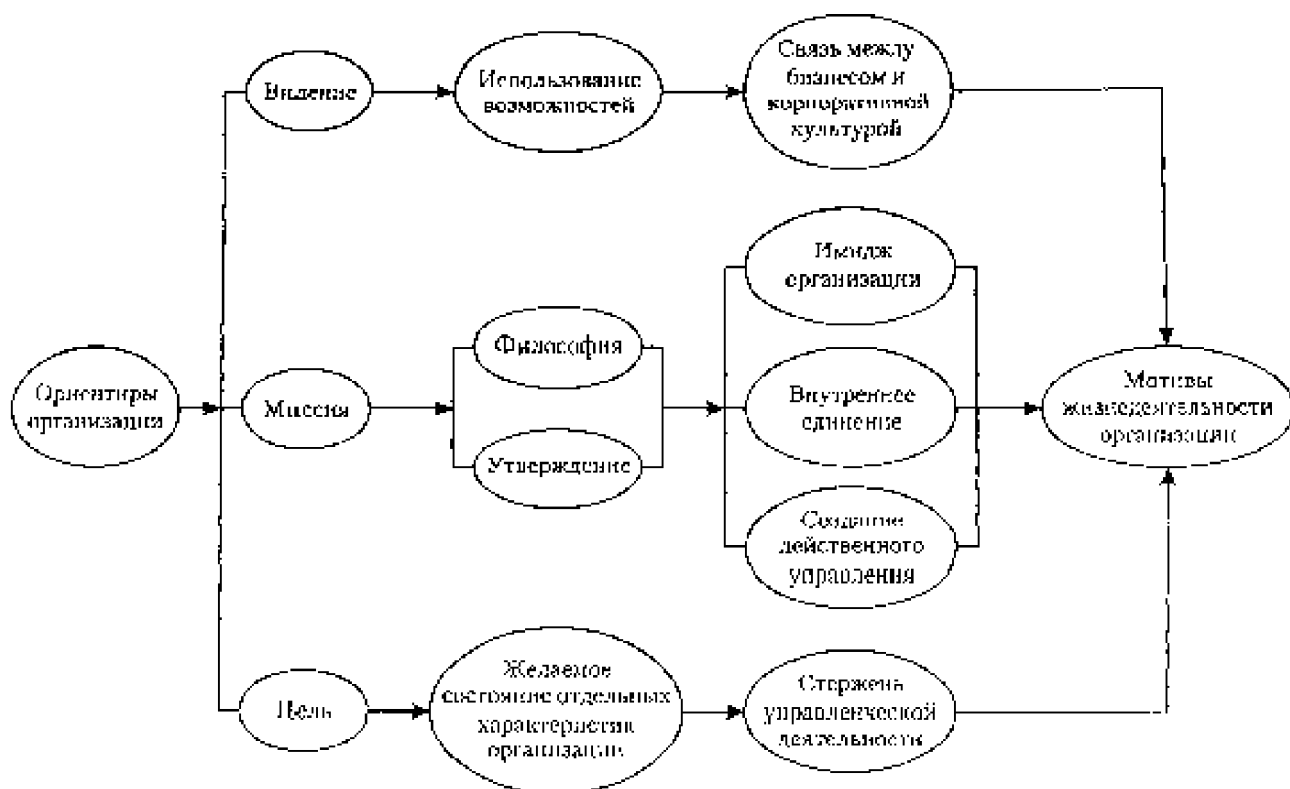 Видение
Использование
возможностей
Связь между
бизнесом и
корпоративной
культурой
Имидж
организации
Философия
Ориентиры
организации
Миссия
Внутреннее
единение
Мотивы
жизнедеятельности
организации
Утверждение
Создание
действенного
управления
Цель
Желаемое
состояние отдельных
характеристик
организации
Стержень
управленческой
деятельности